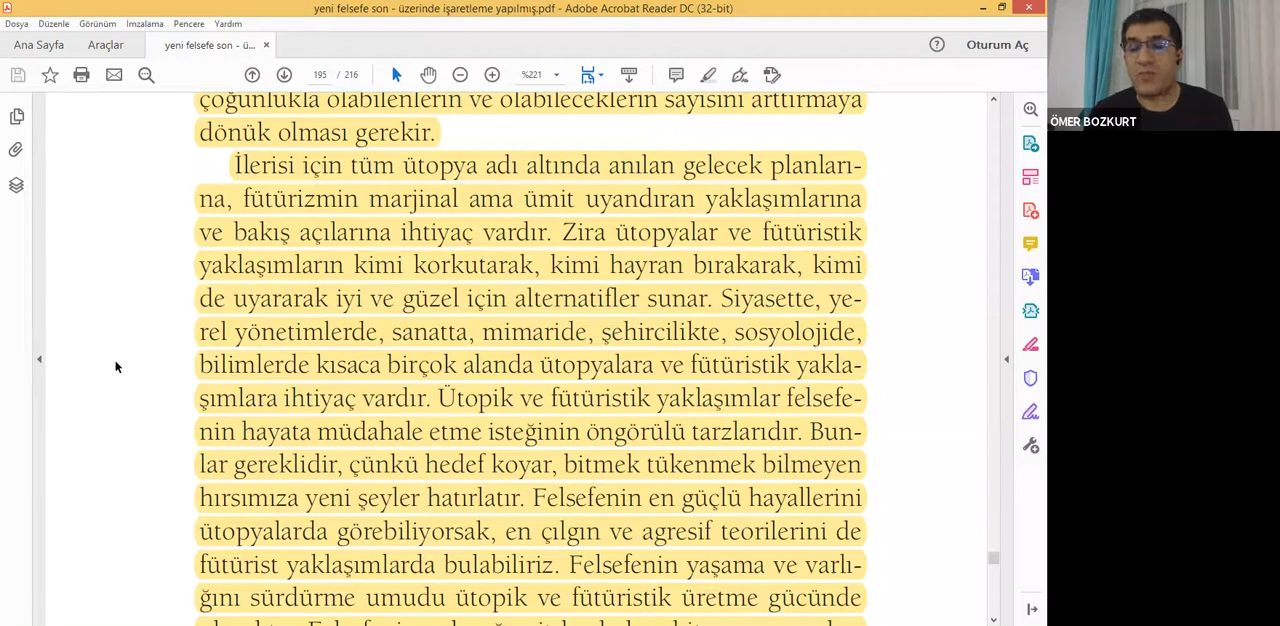 yeni felsefe son - üzerinde işaretleme yapılmış.pdf - Adobe Acrobat Reader DC (32-bit)
Dosya Düzenle Görünüm İmzalama Pencere Yardım
Ana Sayfa Araçlar yeni felsefe son - ü... × Oturum Aç
195 / 216 %221
çoğunlukla olabilenlerin ve olabileceklerin sayısını arttırmaya
dönük olması gerekir.
İlerisi için tüm ütopya adı altında anılan gelecek planları-
na, fütürizmin marjinal ama ümit uyandıran yaklaşımlarına
ve bakış açılarına ihtiyaç vardır. Zira ütopyalar ve fütüristik
yaklaşımların kimi korkutarak, kimi hayran bırakarak, kimi
de uyararak iyi ve güzel için alternatifler sunar. Siyasette, ye-
rel yönetimlerde, sanatta, mimaride, şehircilikte, sosyolojide,
bilimlerde kısaca birçok alanda ütopyalara ve fütüristik yakla-
şımlara ihtiyaç vardır. Ütopik ve fütüristik yaklaşımlar felsefe-
nin hayata müdahale etme isteğinin öngörülü tarzlarıdır. Bun-
lar gereklidir, çünkü hedef koyar, bitmek tükenmek bilmeyen
hırsımıza yeni şeyler hatırlatır. Felsefenin en güçlü hayallerini
ütopyalarda görebiliyorsak, en çılgın ve agresif teorilerini de
fütürist yaklaşımlarda bulabiliriz. Felsefenin yaşama ve varlı-
ğını sürdürme umudu ütopik ve fütüristik üretme gücünde
ÖMER BOZKURT